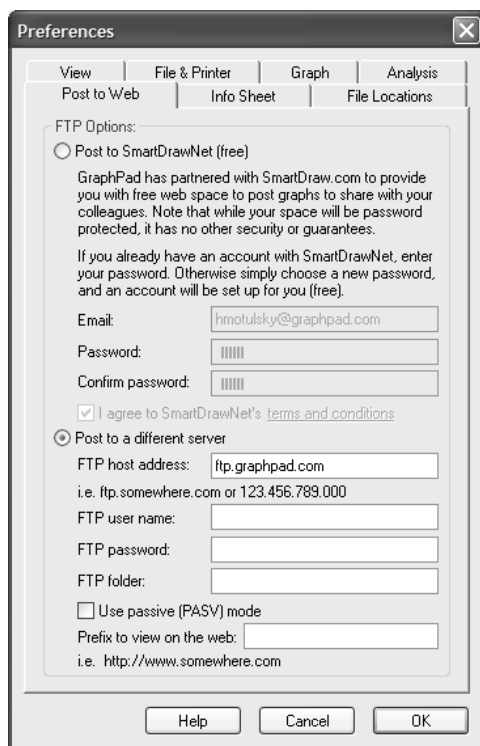 Preferences
View
File & Printer
Graph
Analysis
Post to Web
Info Sheet
File Locations
FTP Options:
Post to SmartDrawNet (free)
GraphPad has partnered with SmartDraw.com to provide
you with free web space to post graphs to share with your
colleagues. Note that while your space will be password
protected, it has no other security or guarantees.
If you already have an account with SmartDrawNet, enter
your password. Otherwise simply choose a new password,
and an account will be set up for you (free).
Email: hmotulsky@graphpad.com
Password:
Confirm password:
I agree to SmartDrawNet's terms and conditions
Post to a different server
FTP host address: ftp.graphpad.com
i.e. ftp.somewhere.com or 123.456.789.000
FTP user name:
FTP password:
FTP folder:
Use passive (PASV) mode
Prefix to view on the web:
i.e. http://www.somewhere.com
Help
Cancel
OK